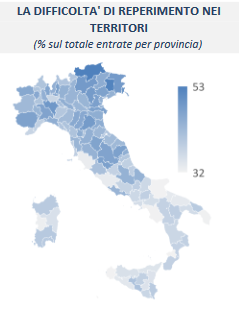 LA DIFFICOLTA' DI REPERIMENTO NEI
TERRITORI
(% sul totale entrate per provincia)
53
32